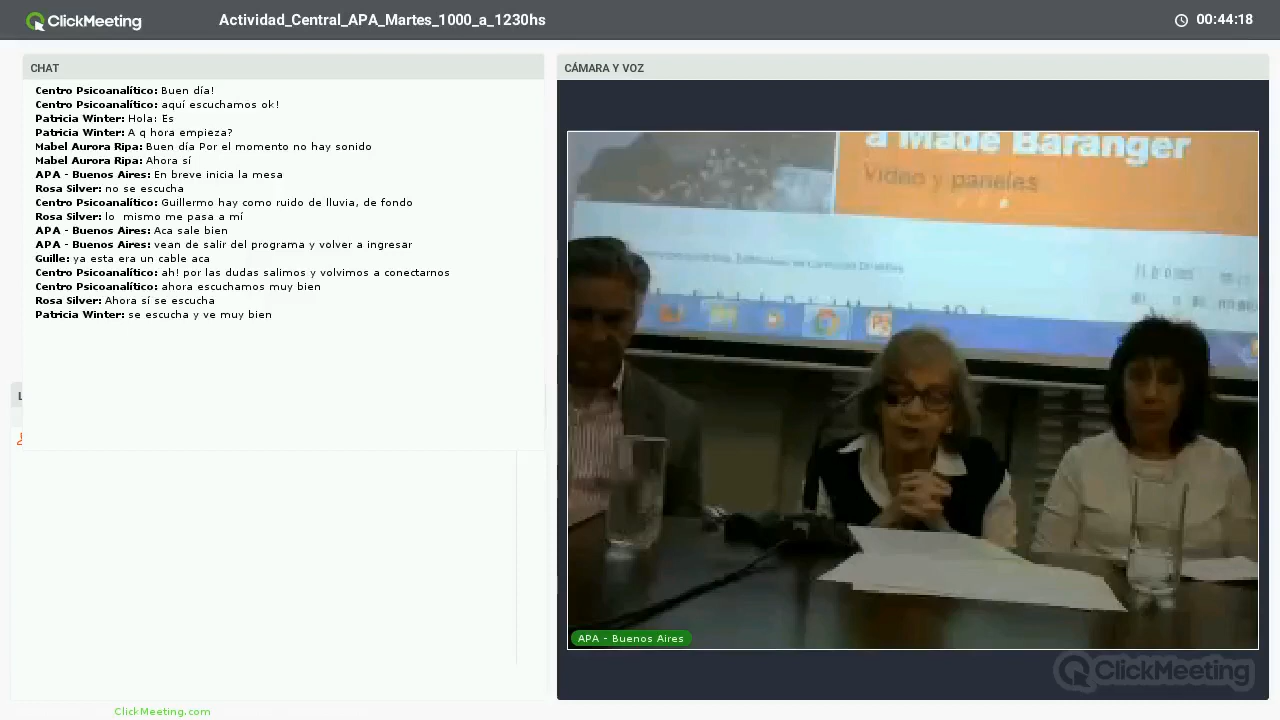 ClickMeeting
Actividad_Central_APA_Martes_1000_a_1230hs
00:44:18
CHAT
Centro Psicoanalítico: Buen día!
Centro Psicoanalítico: aquí escuchamos ok!
Patricia Winter: Hola: Es
Patricia Winter: A q hora empieza?
Mabel Aurora Ripa: Buen día Por el momento no hay sonido
Mabel Aurora Ripa: Ahora sí
APA - Buenos Aires: En breve inicia la mesa
Rosa Silver: no se escucha
Centro Psicoanalítico: Guillermo hay como ruido de lluvia, de fondo
Rosa Silver: lo mismo me pasa a mí
APA - Buenos Aires: Aca sale bien
APA - Buenos Aires: vean de salir del programa y volver a ingresar
Guille: ya esta era un cable aca
Centro Psicoanalítico: ah! por las dudas salimos y volvimos a conectarnos
Centro Psicoanalítico: ahora escuchamos muy bien
Rosa Silver: Ahora sí se escucha
Patricia Winter: se escucha y ve muy bien
ClickMeeting.com
CÁMARA Y VOZ
a Madé Baranger
Video y paneles
APA - Buenos Aires
ClickMeeting